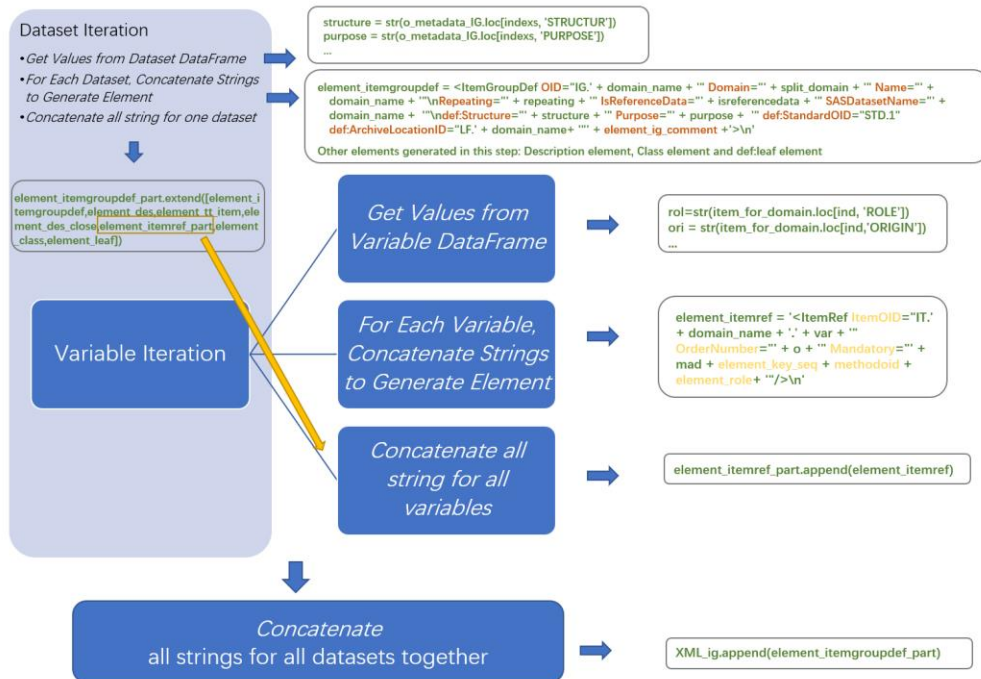 Dataset Iteration
•Get Values from Dataset DataFrame
•For Each Dataset, Concatenate Strings
to Generate Element
•Concatenate all string for one dataset
structure = str(o_metadata_IG.loc[indexs, 'STRUCTUR'])
purpose = str(o_metadata_IG.loc[indexs, 'PURPOSE'])
...
element_itemgroupdef = <ItemGroupDef OID="IG.' + domain_name + '" Domain="' + split_domain + '" Name="' +
domain_name + '"\nRepeating="' + repeating + '" IsReferenceData="' + isreferencedata + '" SASDatasetName="' +
domain_name + '"\ndef:Structure="' + structure + '" Purpose="' + purpose + '" def:StandardOID="STD.1"
def:ArchiveLocationID="LF.' + domain_name+ '"' + element_ig_comment +'>\n'
Other elements generated in this step: Description element, Class element and def:leaf element
element_itemgroupdef_part.extend([element_i
temgroupdef,element_des,element_tt_item,ele
ment_des_close,element_itemref_part,element
_class,element_leaf])
Variable Iteration
Get Values from
Variable DataFrame
rol=str(item_for_domain.loc[ind, 'ROLE'])
ori = str(item_for_domain.loc[ind,'ORIGIN'])
...
For Each Variable,
Concatenate Strings
to Generate Element
element_itemref = '<ItemRef ItemOID="IT.'
+ domain_name + '.' + var + '"
OrderNumber="' + o + '" Mandatory="' +
mad + element_key_seq + methodoid +
element_role+ '"/>\n'
Concatenate all
string for all
variables
element_itemref_part.append(element_itemref)
Concatenate
all strings for all datasets together
XML_ig.append(element_itemgroupdef_part)